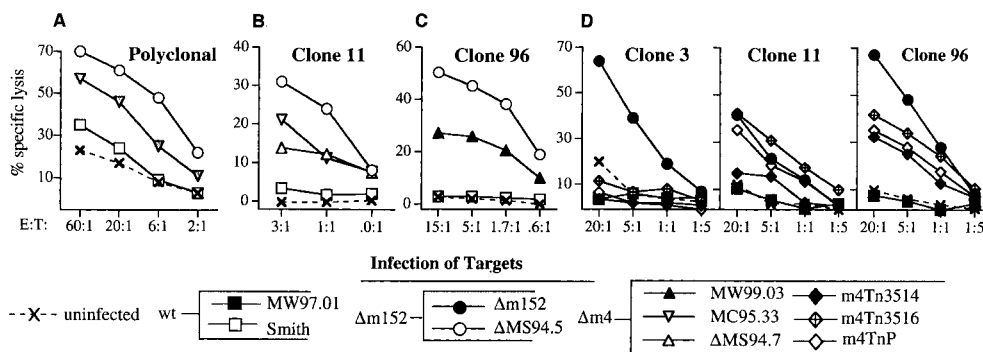 A
B
C
D
Polyclonal
Clone 11
Clone 96
Clone 3
Clone 11
Clone 96
% specific lysis
70
50
30
10
40
30
20
10
0
60
40
20
0
70
50
30
10
E:T:
60:1 20:1 6:1 2:1
3:1 1:1 .0:1
15:1 5:1 1.7:1 .6:1
20:1 5:1 1:1 1:5
20:1 5:1 1:1 1:5
20:1 5:1 1:1 1:5
Infection of Targets
uninfected
wt
MW97.01
Smith
Δm152
Δm152
ΔMS94.5
Δm4
MW99.03
MC95.33
ΔMS94.7
m4Tn3514
m4Tn3516
m4TnP